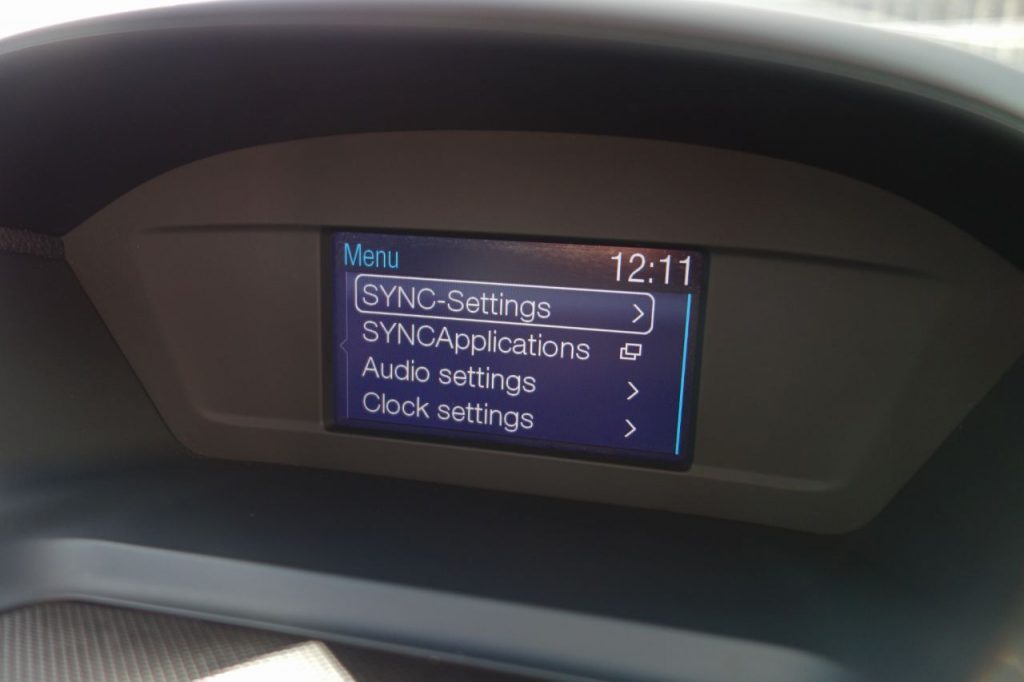 Menu 12:11
SYNC-Settings
SYNCApplications
Audio settings
Clock settings